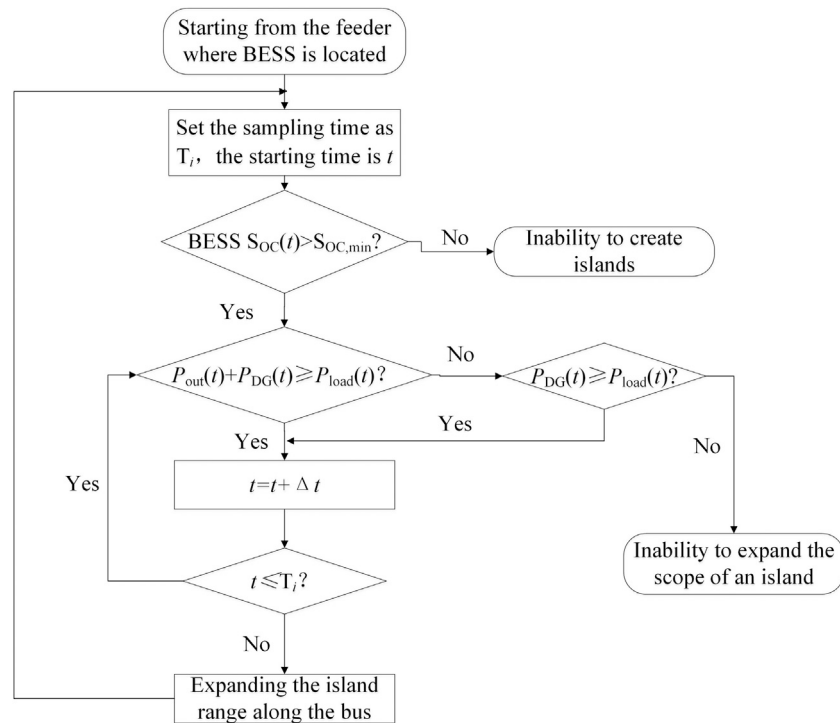 Starting from the feeder
where BESS is located
Set the sampling time as
Tᵢ, the starting time is t
BESS S_OC(t)>S_OC,min?
No
Inability to create
islands
Yes
P_out(t)+P_DG(t)⩾P_load(t)?
No
P_DG(t)⩾P_load(t)?
Yes
Yes
No
Yes
t=t+ Δ t
Inability to expand the
scope of an island
t⩽Tᵢ?
No
Expanding the island
range along the bus